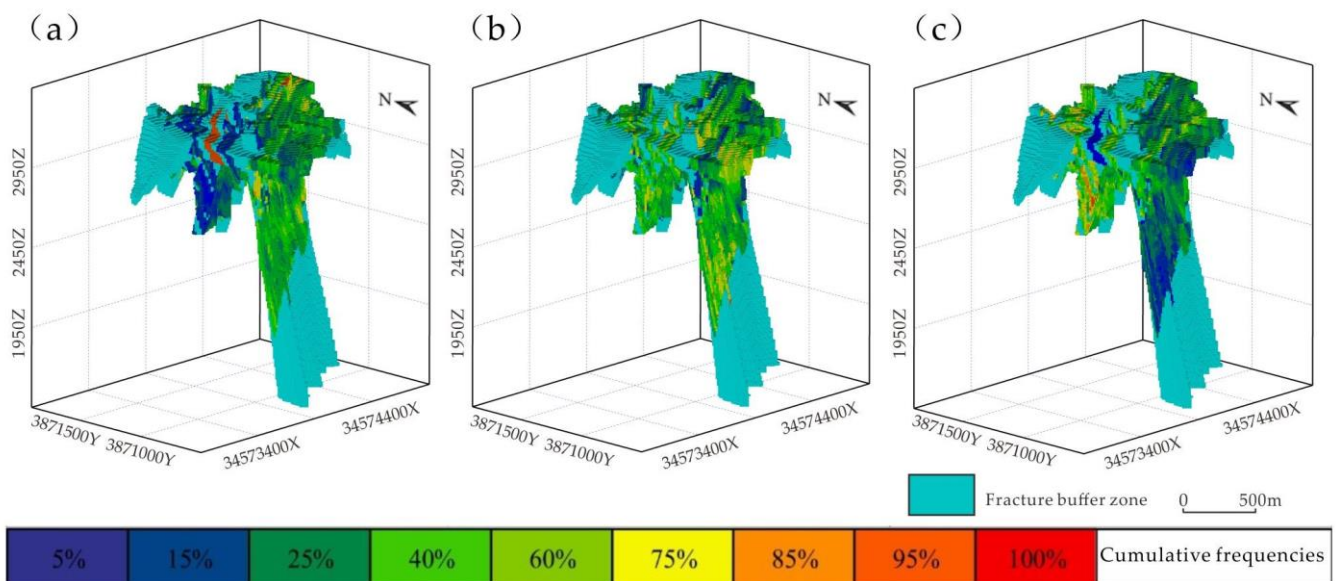 （a）
N
2950Z
2450Z
1950Z
3871500Y
3871000Y
34573400X
34574400X
（b）
N
2950Z
2450Z
1950Z
3871500Y
3871000Y
34573400X
34574400X
（c）
N
2950Z
2450Z
1950Z
3871500Y
3871000Y
34573400X
34574400X
Fracture buffer zone
0 500m
5% 15% 25% 40% 60% 75% 85% 95% 100% Cumulative frequencies